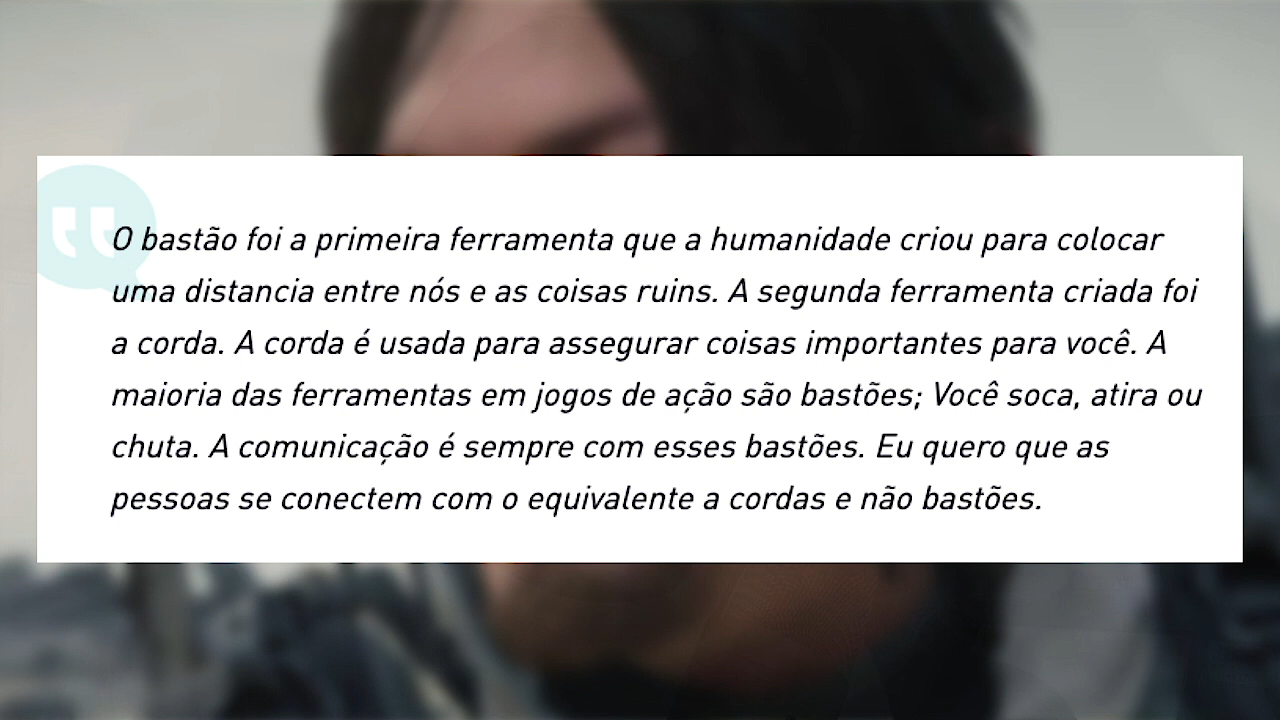 O bastão foi a primeira ferramenta que a humanidade criou para colocar
uma distancia entre nós e as coisas ruins. A segunda ferramenta criada foi
a corda. A corda é usada para assegurar coisas importantes para você. A
maioria das ferramentas em jogos de ação são bastões; Você soca, atira ou
chuta. A comunicação é sempre com esses bastões. Eu quero que as
pessoas se conectem com o equivalente a cordas e não bastões.